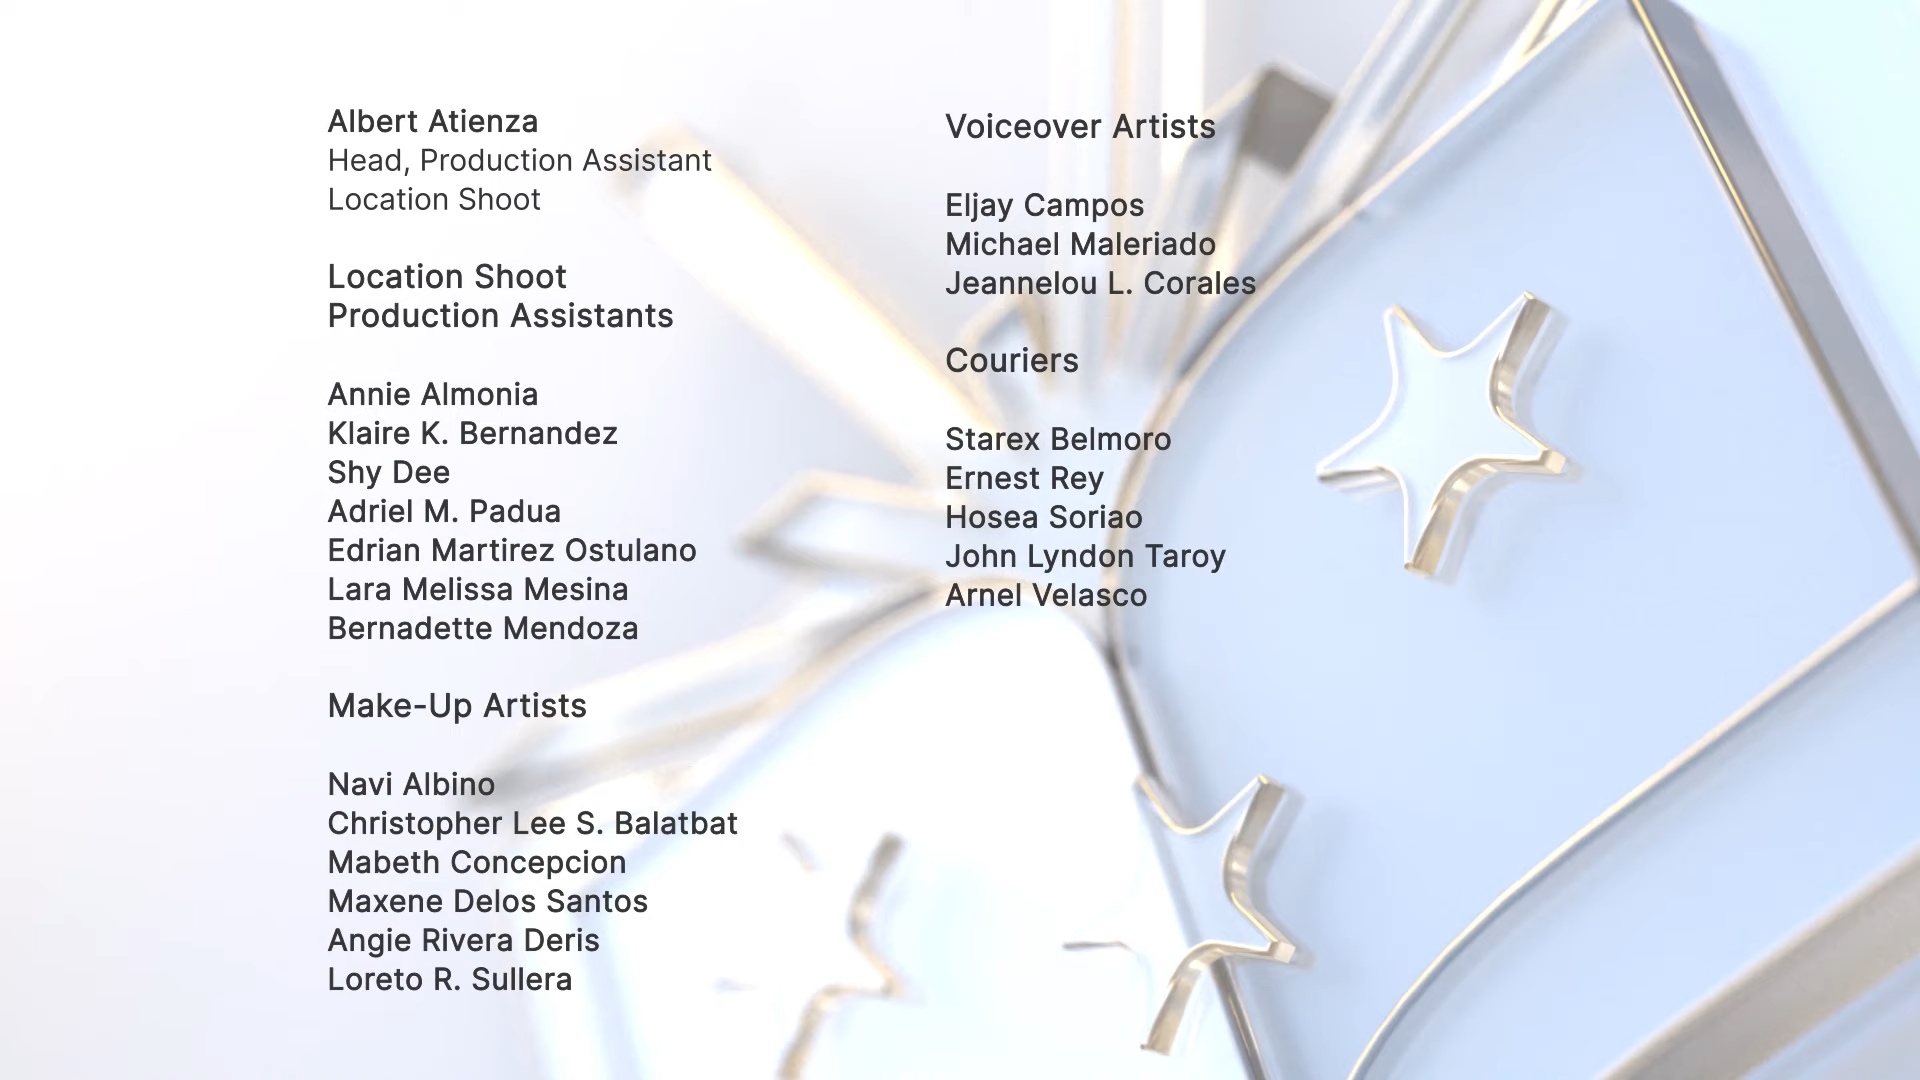 Albert Atienza
Head, Production Assistant
Location Shoot
Location Shoot
Production Assistants
Annie Almonia
Klaire K. Bernandez
Shy Dee
Adriel M. Padua
Edrian Martirez Ostulano
Lara Melissa Mesina
Bernadette Mendoza
Make-Up Artists
Navi Albino
Christopher Lee S. Balatbat
Mabeth Concepcion
Maxene Delos Santos
Angie Rivera Deris
Loreto R. Sullera
Voiceover Artists
Eljay Campos
Michael Maleriado
Jeannelou L. Corales
Couriers
Starex Belmoro
Ernest Rey
Hosea Soriao
John Lyndon Taroy
Arnel Velasco